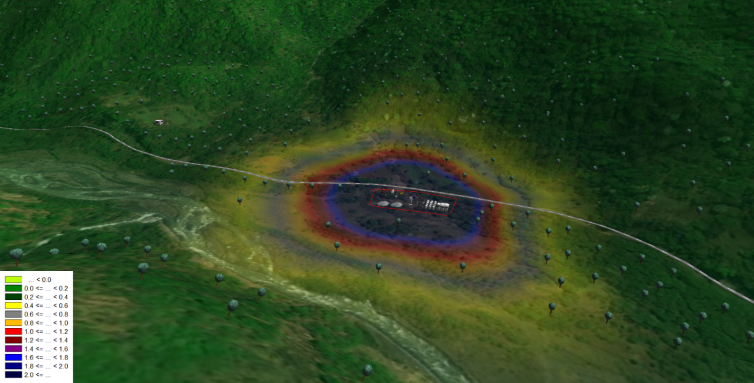 ... < 0.0
0.0 <= ... < 0.2
0.2 <= ... < 0.4
0.4 <= ... < 0.6
0.6 <= ... < 0.8
0.8 <= ... < 1.0
1.0 <= ... < 1.2
1.2 <= ... < 1.4
1.4 <= ... < 1.6
1.6 <= ... < 1.8
1.8 <= ... < 2.0
2.0 <= ...